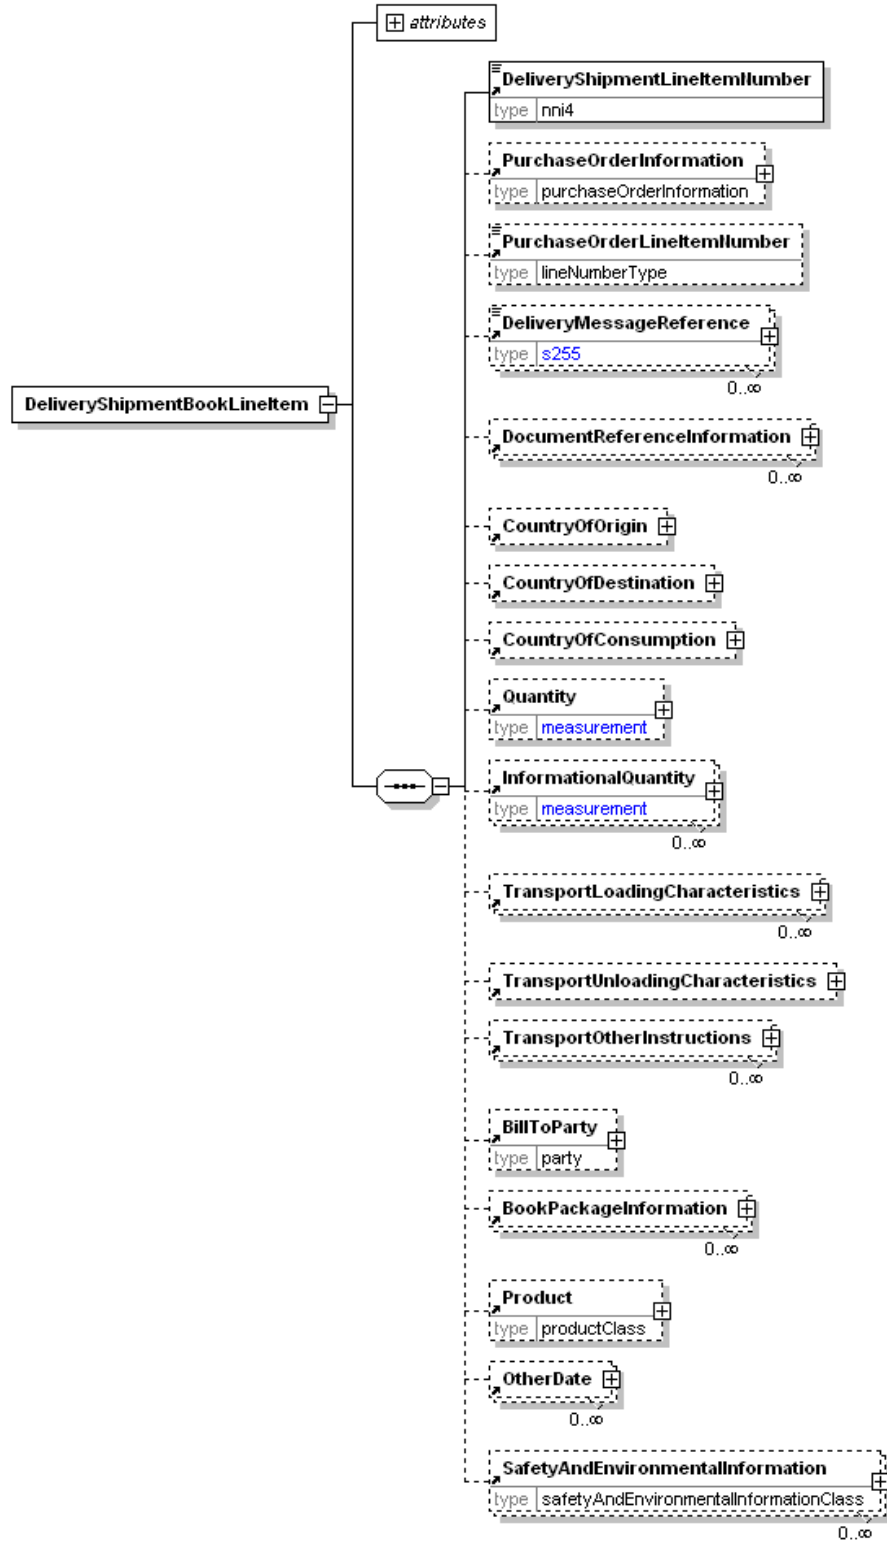 attributes
DeliveryShipmentLineItemNumber
type nni4
PurchaseOrderInformation
type purchaseOrderInformation
PurchaseOrderLineItemNumber
type lineNumberType
DeliveryMessageReference
type s255
0..∞
DeliveryShipmentBookLineItem
DocumentReferenceInformation
0..∞
CountryOfOrigin
CountryOfDestination
CountryOfConsumption
Quantity
type measurement
InformationalQuantity
type measurement
0..∞
TransportLoadingCharacteristics
0..∞
TransportUnloadingCharacteristics
TransportOtherInstructions
0..∞
BillToParty
type party
BookPackageInformation
0..∞
Product
type productClass
OtherDate
0..∞
SafetyAndEnvironmentalInformation
type safetyAndEnvironmentalInformationClass
0..∞